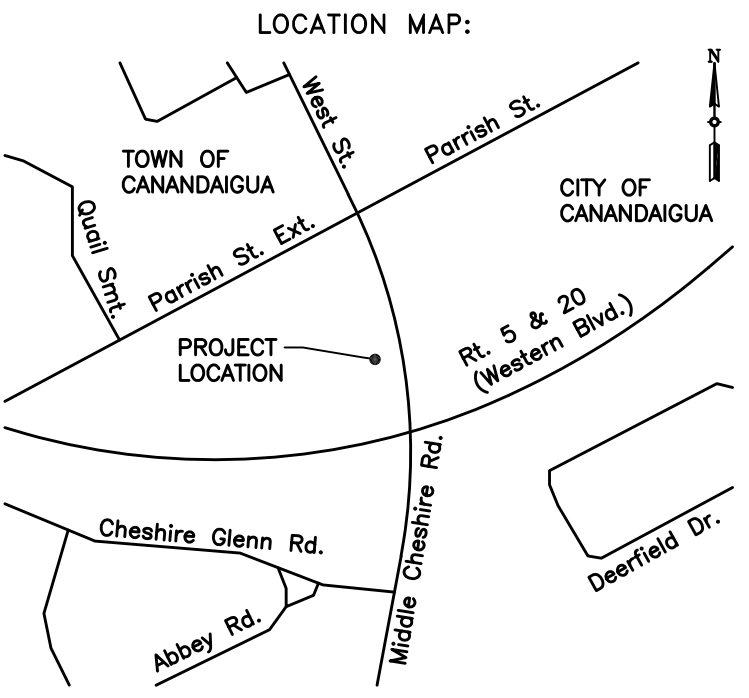 LOCATION MAP:
N
West St.
Parrish St.
TOWN OF
CANANDAIGUA
CITY OF
CANANDAIGUA
Quail Smt.
Parrish St. Ext.
Rt. 5 & 20
(Western Blvd.)
PROJECT
LOCATION
Middle Cheshire Rd.
Cheshire Glenn Rd.
Deerfield Dr.
Abbey Rd.